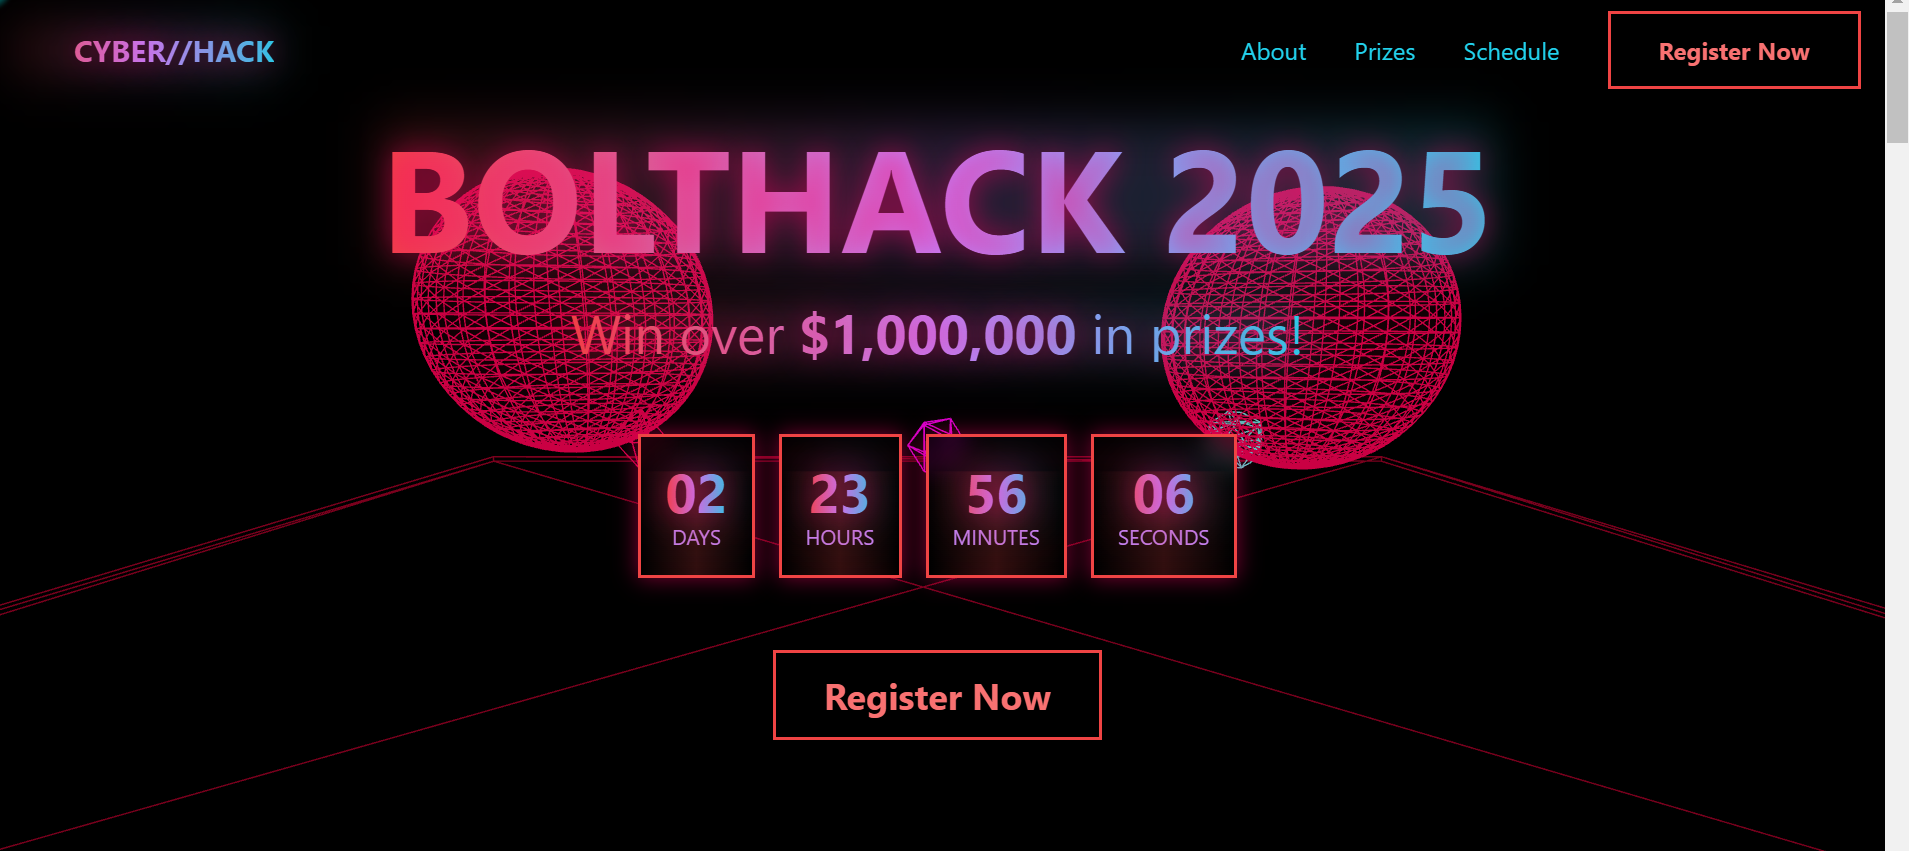 CYBER//HACK
About Prizes Schedule Register Now
BOLTHACK 2025
Win over $1,000,000 in prizes!
02 23 56 06
DAYS HOURS MINUTES SECONDS
Register Now